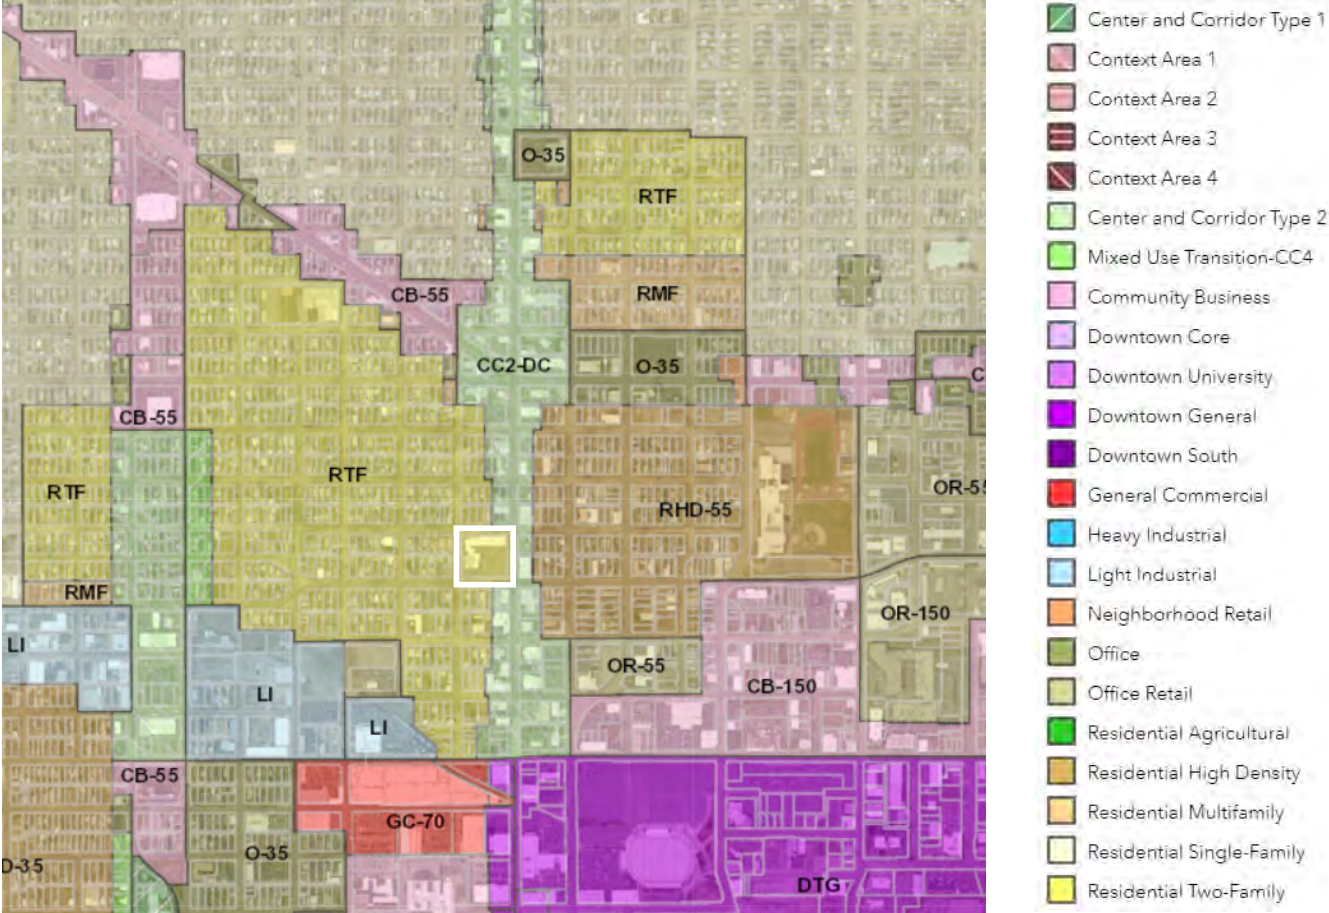 O-35
RTF
CB-55
RMF
CC2-DC
O-35
C
CB-55
RTF
RTF
OR-55
RHD-55
RMF
OR-150
LI
OR-55
LI
CB-150
LI
CB-55
GC-70
O-35
D-35
DTG
Center and Corridor Type 1
Context Area 1
Context Area 2
Context Area 3
Context Area 4
Center and Corridor Type 2
Mixed Use Transition-CC4
Community Business
Downtown Core
Downtown University
Downtown General
Downtown South
General Commercial
Heavy Industrial
Light Industrial
Neighborhood Retail
Office
Office Retail
Residential Agricultural
Residential High Density
Residential Multifamily
Residential Single-Family
Residential Two-Family